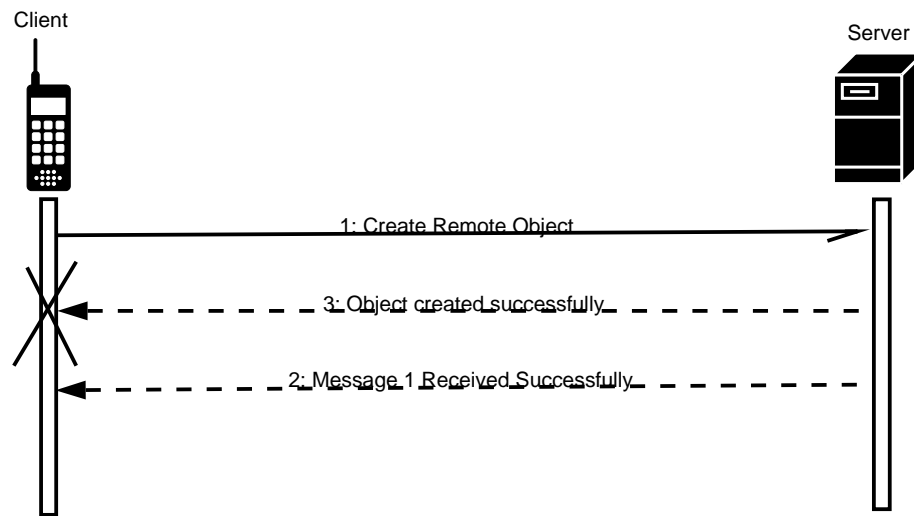 Client
Server
1: Create Remote Object
3: Object created successfully
2: Message 1 Received Successfully